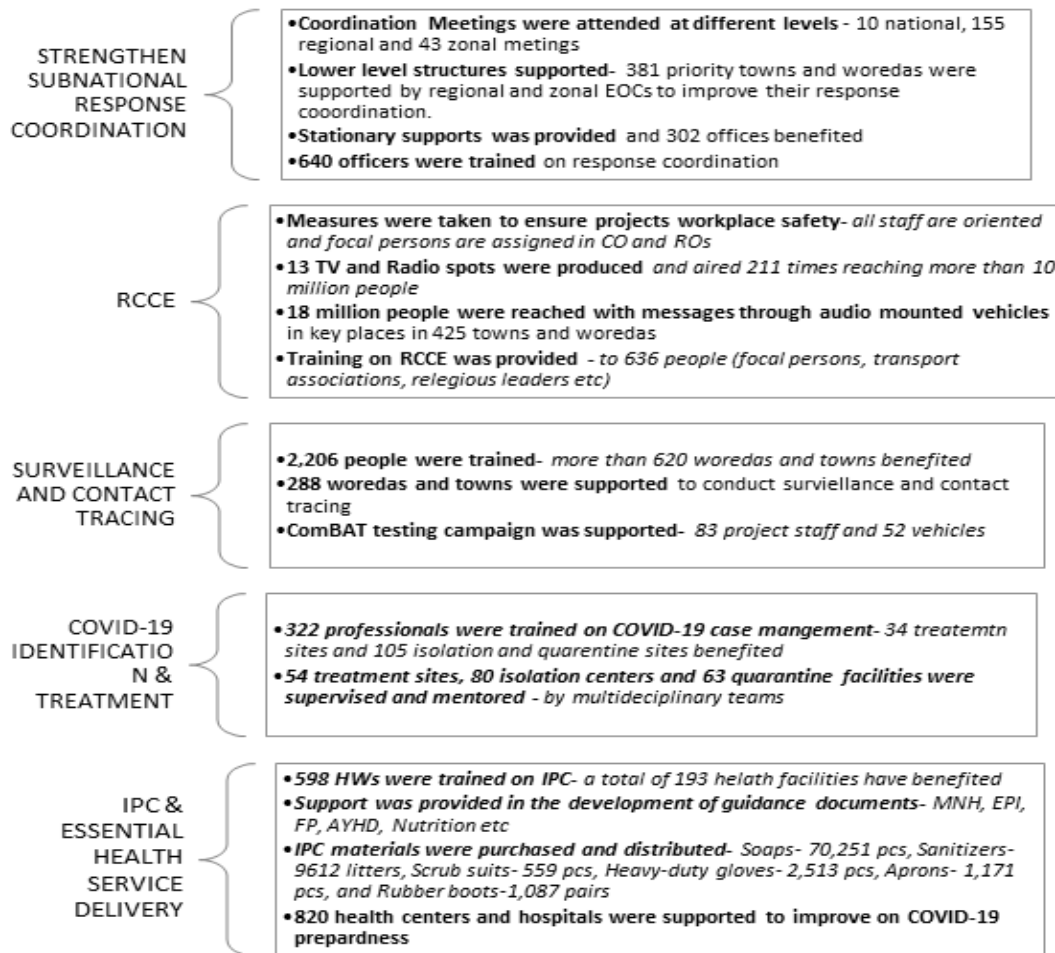 STRENGTHEN
SUBNATIONAL
RESPONSE
COORDINATION
•Coordination Meetings were attended at different levels - 10 national, 155
regional and 43 zonal metings
•Lower level structures supported- 381 priority towns and woredas were
supported by regional and zonal EOCs to improve their response
cooordination.
•Stationary supports was provided and 302 offices benefited
•640 officers were trained on response coordination
RCCE
•Measures were taken to ensure projects workplace safety- all staff are oriented
and focal persons are assigned in CO and ROs
•13 TV and Radio spots were produced and aired 211 times reaching more than 10
million people
•18 million people were reached with messages through audio mounted vehicles
in key places in 425 towns and woredas
•Training on RCCE was provided - to 636 people (focal persons, transport
associations, relegious leaders etc)
SURVEILLANCE
AND CONTACT
TRACING
•2,206 people were trained- more than 620 woredas and towns benefited
•288 woredas and towns were supported to conduct surviellance and contact
tracing
•ComBAT testing campaign was supported- 83 project staff and 52 vehicles
COVID-19
IDENTIFICATIO
N &
TREATMENT
•322 professionals were trained on COVID-19 case mangement- 34 treatemtn
sites and 105 isolation and quarentine sites benefited
•54 treatment sites, 80 isolation centers and 63 quarantine facilities were
supervised and mentored - by multideciplinary teams
IPC &
ESSENTIAL
HEALTH
SERVICE
DELIVERY
•598 HWs were trained on IPC- a total of 193 helath facilities have benefited
•Support was provided in the development of guidance documents- MNH, EPI,
FP, AYHD, Nutrition etc
•IPC materials were purchased and distributed- Soaps- 70,251 pcs, Sanitizers-
9612 litters, Scrub suits- 559 pcs, Heavy-duty gloves- 2,513 pcs, Aprons- 1,171
pcs, and Rubber boots-1,087 pairs
•820 health centers and hospitals were supported to improve on COVID-19
prepardness